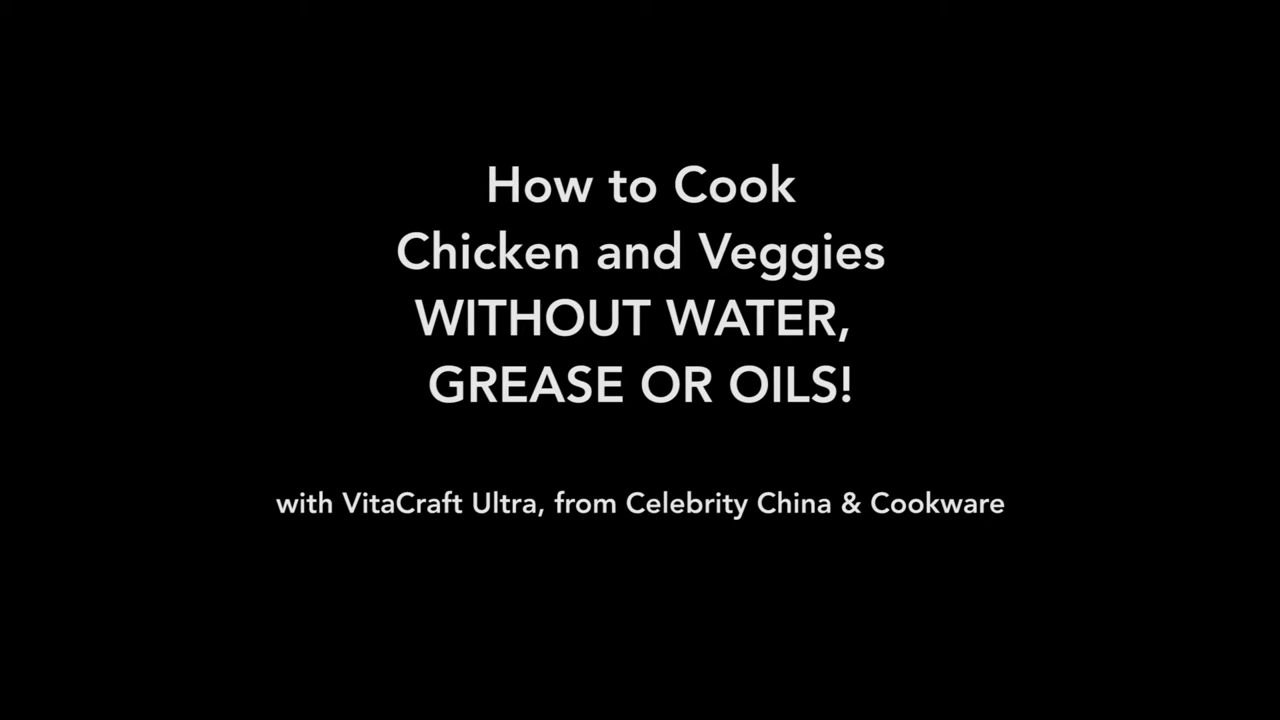 How to Cook
Chicken and Veggies
WITHOUT WATER,
GREASE OR OILS!
with VitaCraft Ultra, from Celebrity China & Cookware